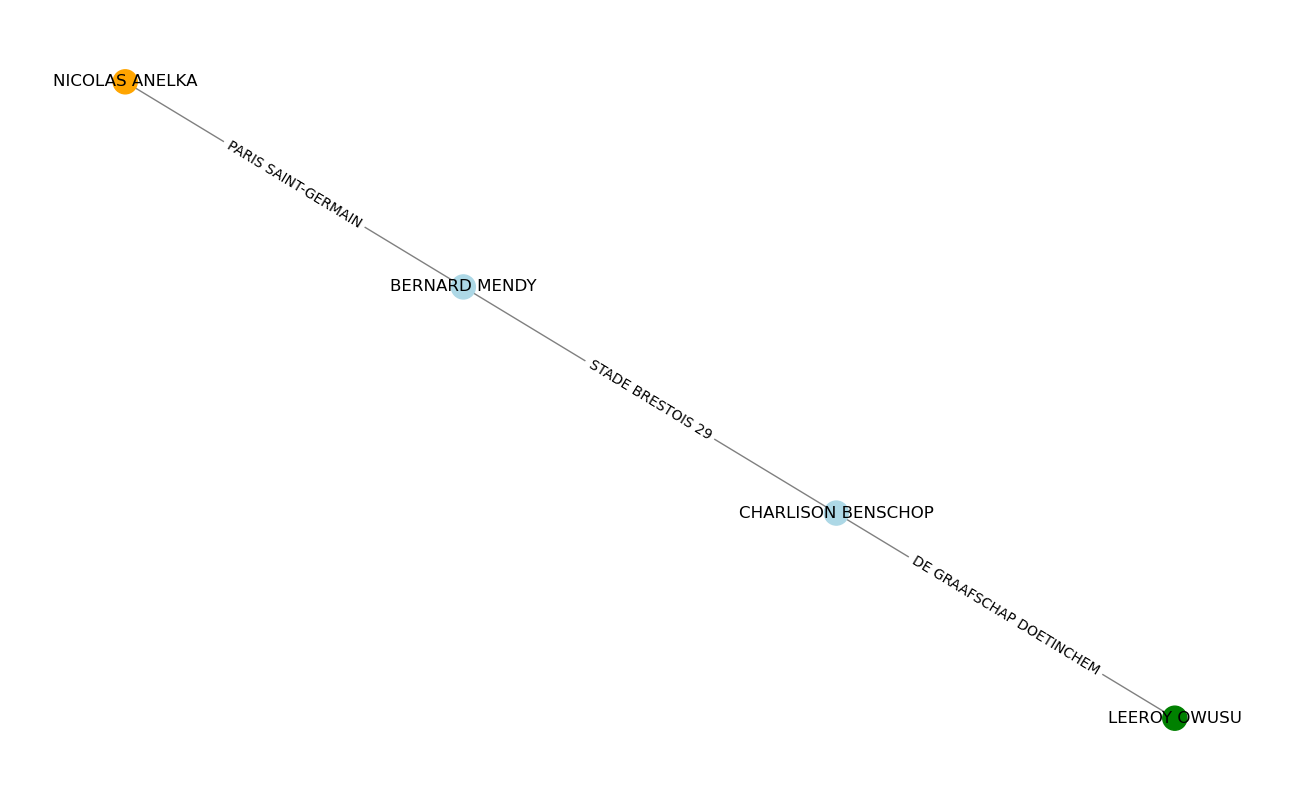 NICOLAS ANELKA
PARIS SAINT-GERMAIN
BERNARD MENDY
STADE BRESTOIS 29
CHARLISON BENSCHOP
DE GRAAFSCHAP DOETINCHEM
LEEROY OWUSU